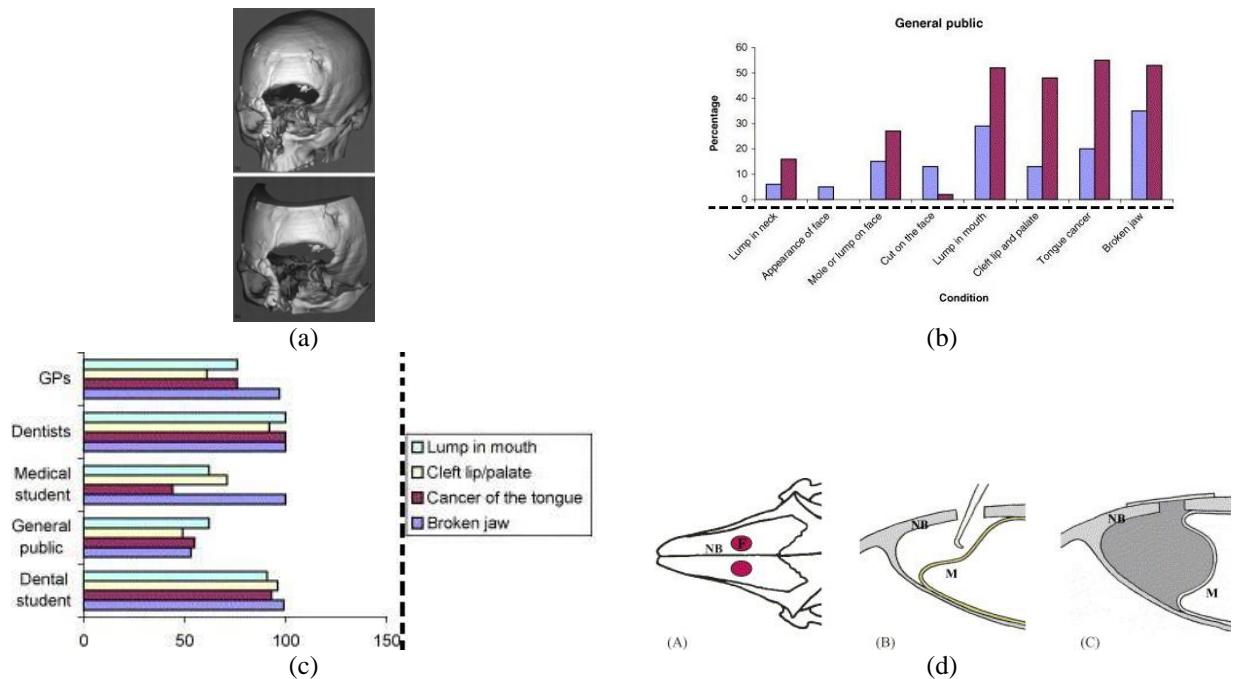 General public
Percentage
60
50
40
30
20
10
0
Lump in neck
Appearance of face
Mole or lump on face
Cut on the face
Lump in mouth
Cleft lip and palate
Tongue cancer
Broken jaw
Condition
(a)
(b)
GPs
Dentists
Medical
student
General
public
Dental
student
0
50
100
150
Lump in mouth
Cleft lip/palate
Cancer of the tongue
Broken jaw
(c)
NB
F
(A)
NB
M
(B)
NB
M
(C)
(d)